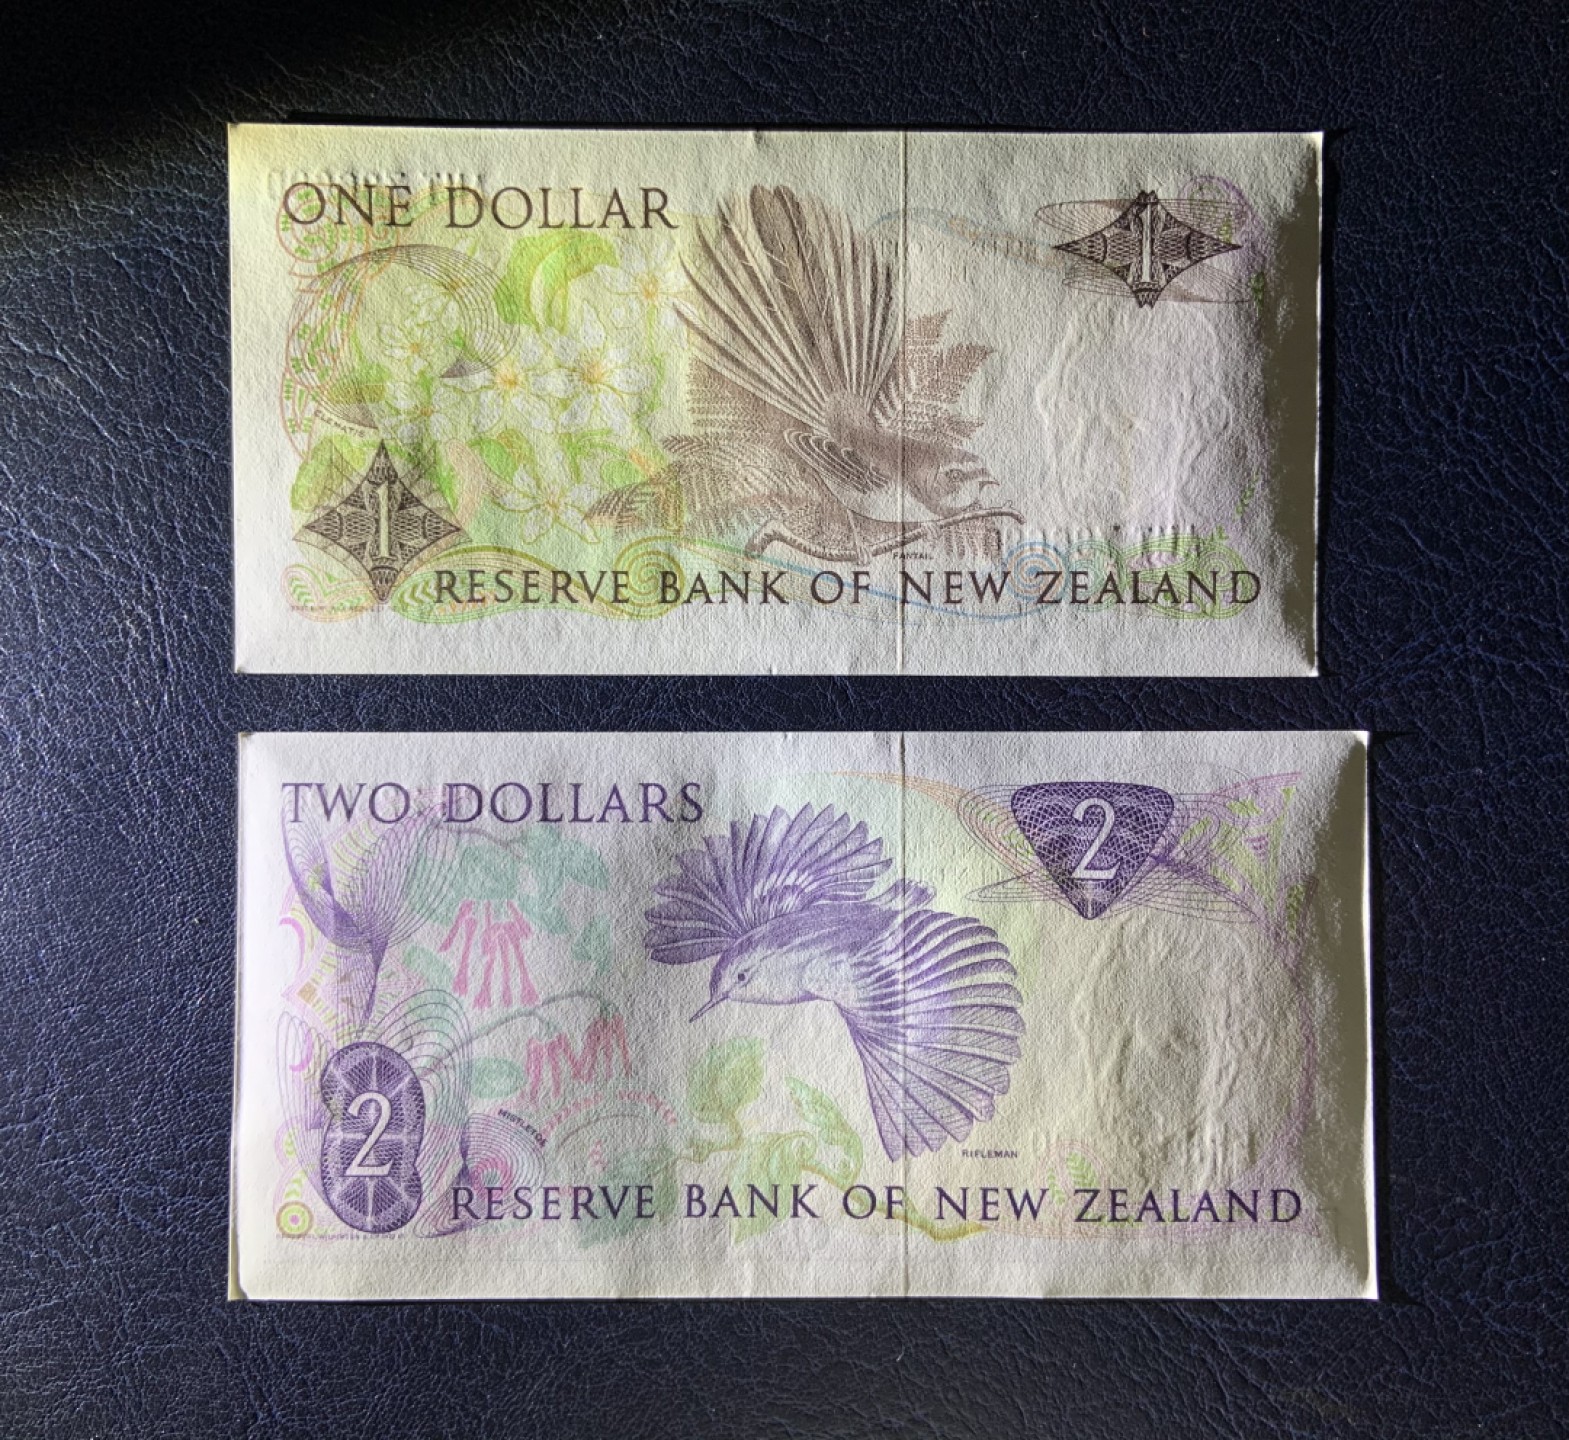 ONE DOLLAR
1
CLEMATIS
1
FANTAIL
RESERVE BANK OF NEW ZEALAND
TWO DOLLARS
2
MISTLETOE
2
RIFLEMAN
RESERVE BANK OF NEW ZEALAND